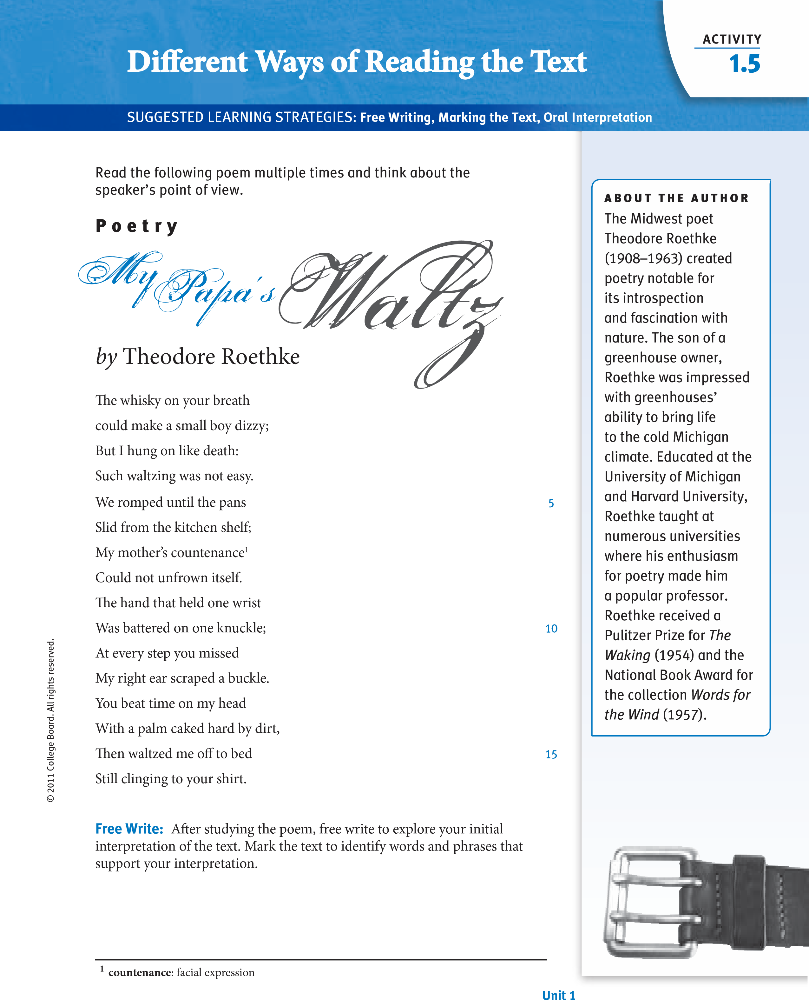 Different Ways of Reading the Text
ACTIVITY
1.5
SUGGESTED LEARNING STRATEGIES: Free Writing, Marking the Text, Oral Interpretation
Read the following poem multiple times and think about the
speaker’s point of view.
Poetry
My Papa’s Waltz
by Theodore Roethke
The whisky on your breath
could make a small boy dizzy;
But I hung on like death:
Such waltzing was not easy.
We romped until the pans 5
Slid from the kitchen shelf;
My mother’s countenance¹
Could not unfrown itself.
The hand that held one wrist
Was battered on one knuckle; 10
At every step you missed
My right ear scraped a buckle.
You beat time on my head
With a palm caked hard by dirt,
Then waltzed me off to bed 15
Still clinging to your shirt.
Free Write: After studying the poem, free write to explore your initial
interpretation of the text. Mark the text to identify words and phrases that
support your interpretation.
¹ countenance: facial expression
ABOUT THE AUTHOR
The Midwest poet
Theodore Roethke
(1908–1963) created
poetry notable for
its introspection
and fascination with
nature. The son of a
greenhouse owner,
Roethke was impressed
with greenhouses’
ability to bring life
to the cold Michigan
climate. Educated at the
University of Michigan
and Harvard University,
Roethke taught at
numerous universities
where his enthusiasm
for poetry made him
a popular professor.
Roethke received a
Pulitzer Prize for The
Waking (1954) and the
National Book Award for
the collection Words for
the Wind (1957).
© 2011 College Board. All rights reserved.
Unit 1